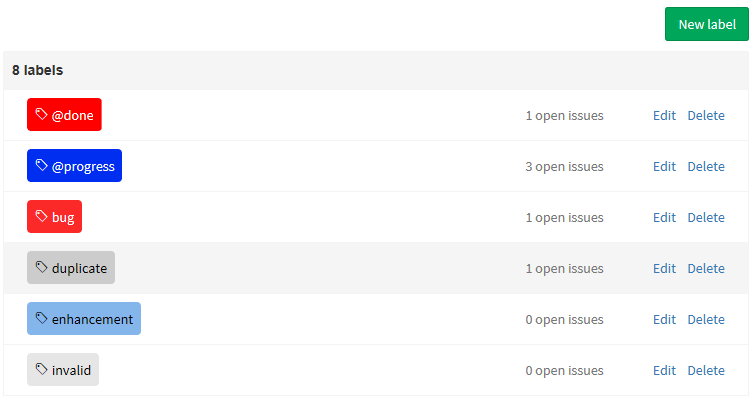 New label
8 labels
@done 1 open issues Edit Delete
@progress 3 open issues Edit Delete
bug 1 open issues Edit Delete
duplicate 1 open issues Edit Delete
enhancement 0 open issues Edit Delete
invalid 0 open issues Edit Delete